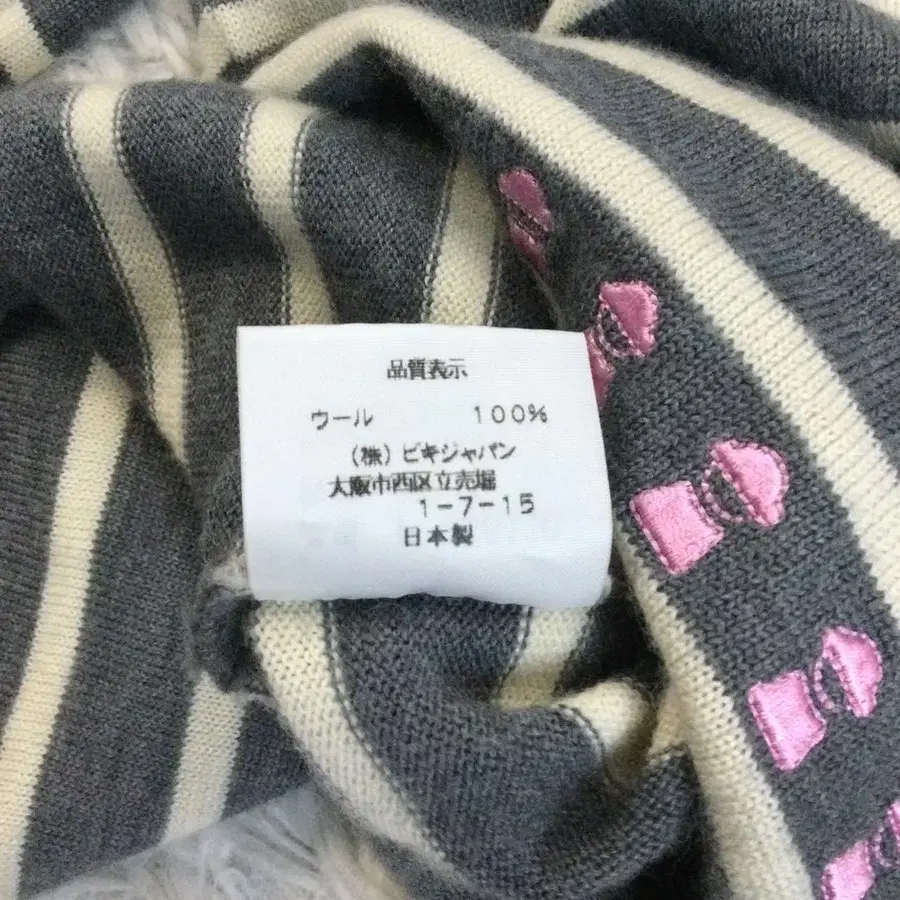 品質表示
ウール 100%
(株)ピキジャパン
大阪市西区立売堀
1-7-15
日本製